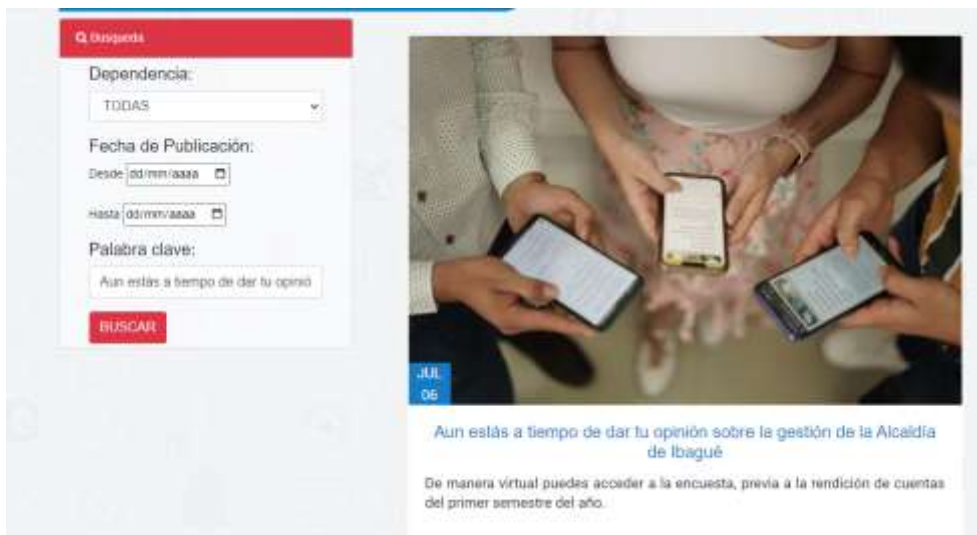 Busqueda
Dependencia:
TODAS
Fecha de Publicación:
Desde dd/mm/aaaa
Hasta dd/mm/aaaa
Palabra clave:
Aun estás a tiempo de dar tu opinió
BUSCAR
JUL
06
Aun estás a tiempo de dar tu opinión sobre la gestión de la Alcaldía
de Ibagué
De manera virtual puedes acceder a la encuesta, previa a la rendición de cuentas
del primer semestre del año.